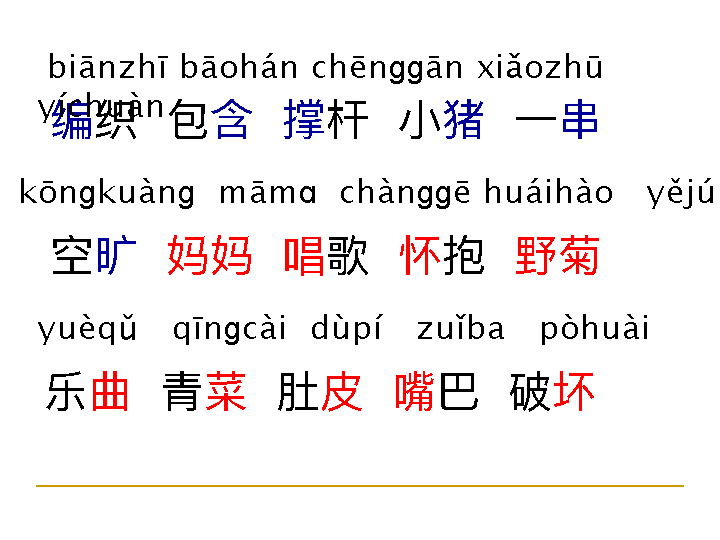 biānzhī bāohán chēnggān xiǎozhū
yíchuàn
编织 包含 撑杆 小猪 一串
kōngkuàng māma chànggē huáihào yějú
空旷 妈妈 唱歌 怀抱 野菊
yuèqǔ qīngcài dùpí zuǐba pòhuài
乐曲 青菜 肚皮 嘴巴 破坏